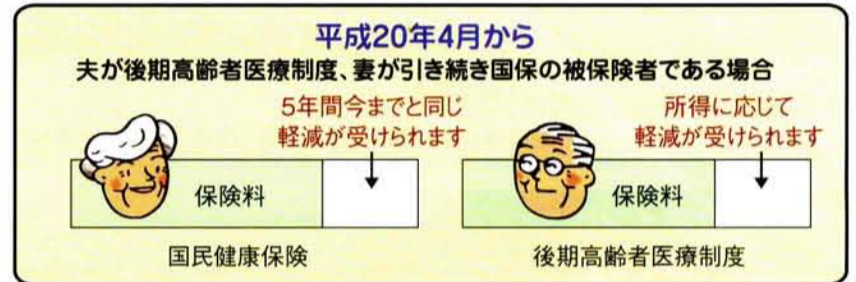 平成20年4月から
夫が後期高齢者医療制度、妻が引き続き国保の被保険者である場合
5年間今までと同じ
軽減が受けられます
保険料
国民健康保険
所得に応じて
軽減が受けられます
保険料
後期高齢者医療制度